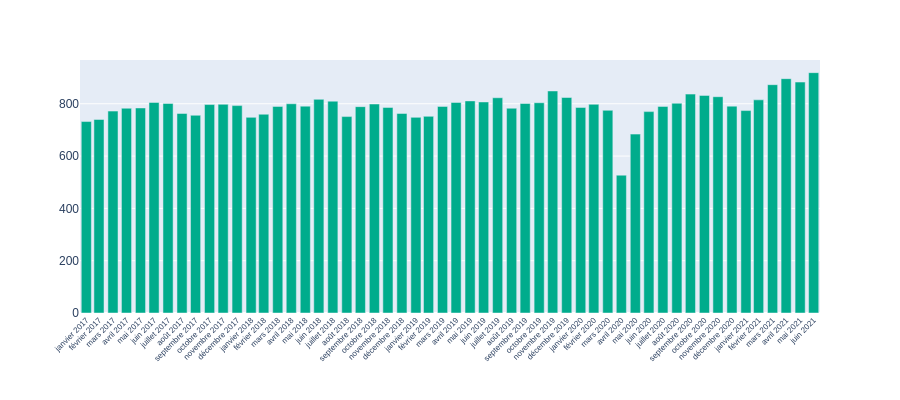 800
600
400
200
0
janvier 2017
février 2017
mars 2017
avril 2017
mai 2017
juin 2017
juillet 2017
août 2017
septembre 2017
octobre 2017
novembre 2017
décembre 2017
janvier 2018
février 2018
mars 2018
avril 2018
mai 2018
juin 2018
juillet 2018
août 2018
septembre 2018
octobre 2018
novembre 2018
décembre 2018
janvier 2019
février 2019
mars 2019
avril 2019
mai 2019
juin 2019
juillet 2019
août 2019
septembre 2019
octobre 2019
novembre 2019
décembre 2019
janvier 2020
février 2020
mars 2020
avril 2020
mai 2020
juin 2020
juillet 2020
août 2020
septembre 2020
octobre 2020
novembre 2020
décembre 2020
janvier 2021
février 2021
mars 2021
avril 2021
mai 2021
juin 2021